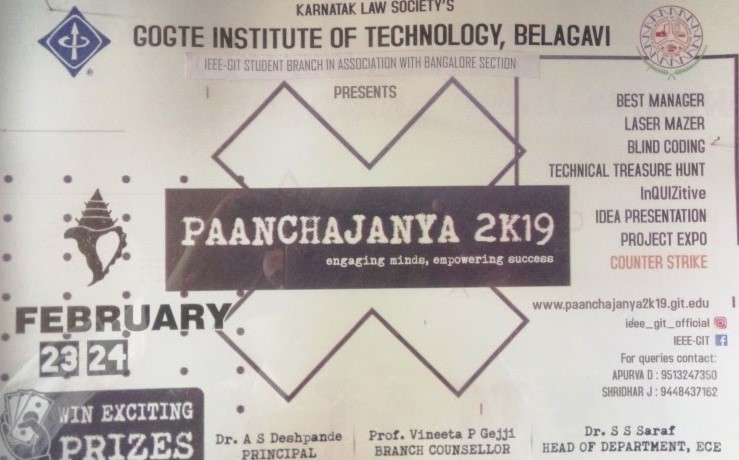 KARNATAK LAW SOCIETY'S
GOGTE INSTITUTE OF TECHNOLOGY, BELAGAVI
IEEE-GIT STUDENT BRANCH IN ASSOCIATION WITH BANGALORE SECTION
PRESENTS
BEST MANAGER
LASER MAZER
BLIND CODING
TECHNICAL TREASURE HUNT
InQUIZitive
IDEA PRESENTATION
PROJECT EXPO
COUNTER STRIKE
PAANCHAJANYA 2K19
engaging minds, empowering success
FEBRUARY
23 24
www.paanchajanya2k19.git.edu
ieee_git_official
IEEE-GIT
For queries contact:
APURVA D : 9513247350
SHRIDHAR J : 9448437162
WIN EXCITING
PRIZES
Dr. A S Deshpande
PRINCIPAL
Prof. Vineeta P Gejji
BRANCH COUNSELLOR
Dr. S S Saraf
HEAD OF DEPARTMENT, ECE